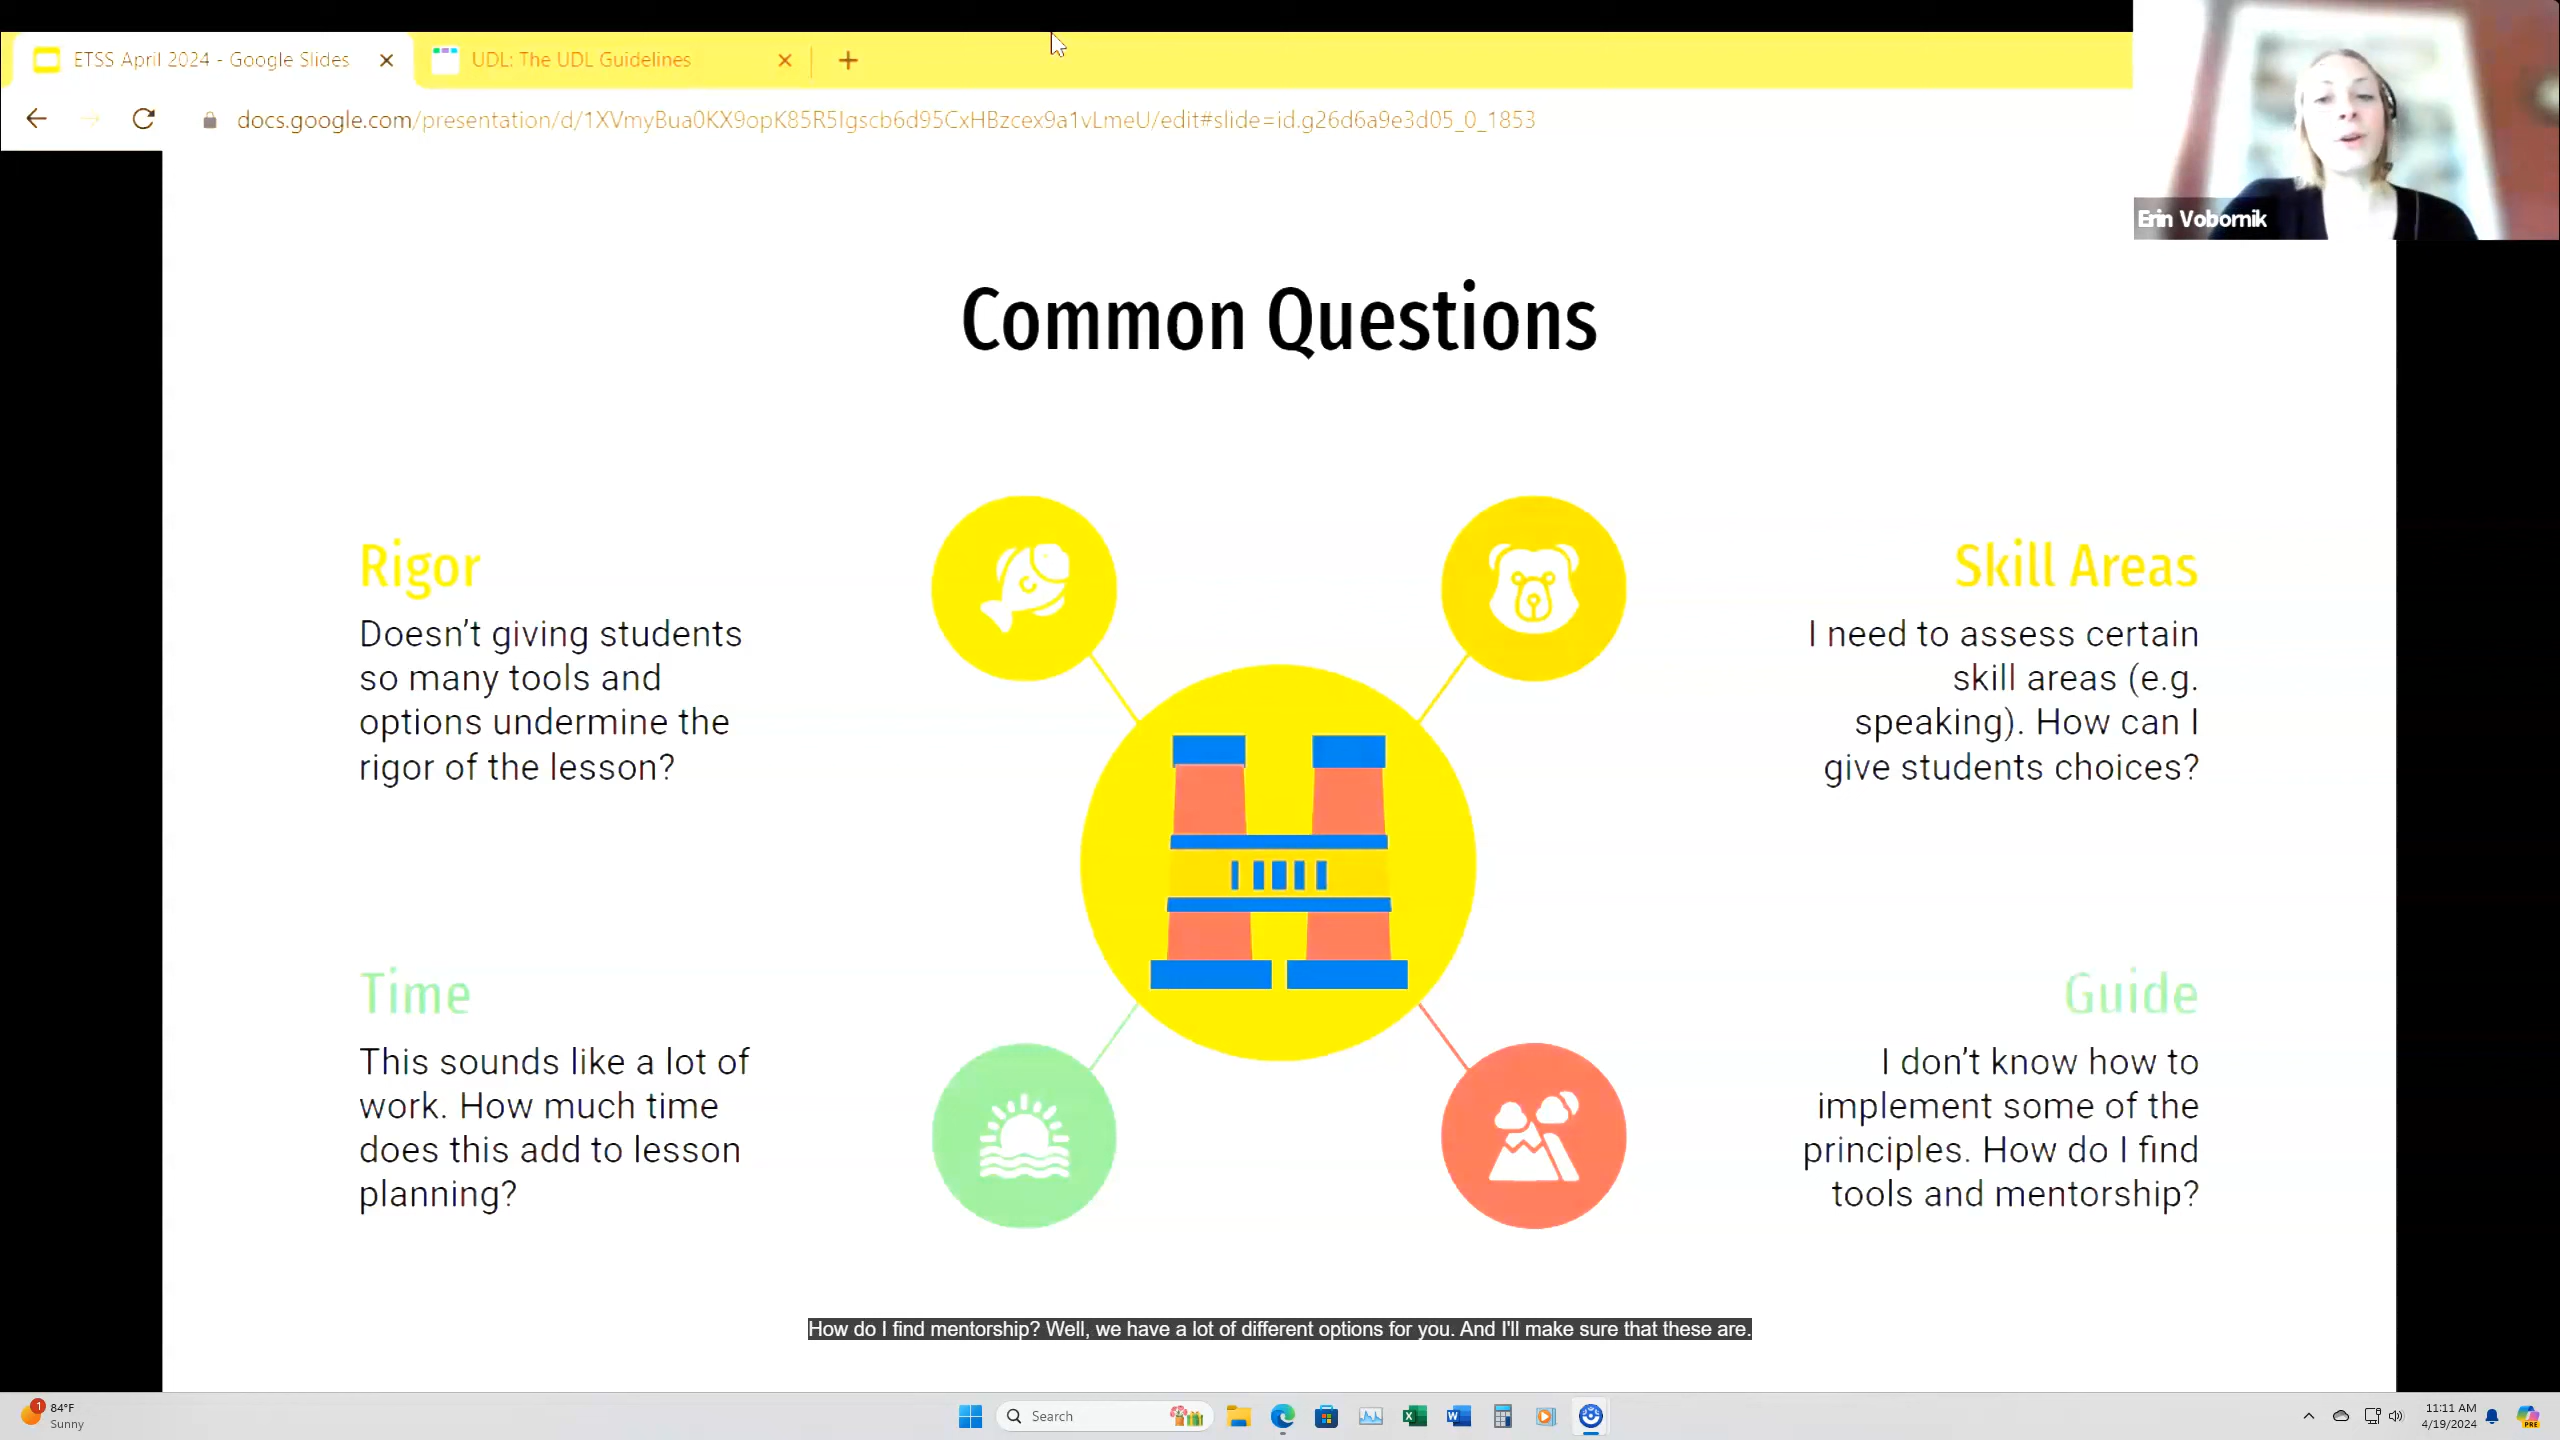 ETSS April 2024 - Google Slides
UDL: The UDL Guidelines
docs.google.com/presentation/d/1XVmyBua0KX9opK85R5Igscb6d95CxHBzcex9a1vLmeU/edit#slide=id.g26d6a9e3d05_0_1853
Erin Vobornik
Common Questions
Rigor
Doesn’t giving students
so many tools and
options undermine the
rigor of the lesson?
Skill Areas
I need to assess certain
skill areas (e.g.
speaking). How can I
give students choices?
Time
This sounds like a lot of
work. How much time
does this add to lesson
planning?
Guide
I don’t know how to
implement some of the
principles. How do I find
tools and mentorship?
How do I find mentorship? Well, we have a lot of different options for you. And I'll make sure that these are.
1
84°F
Sunny
Search
11:11 AM
4/19/2024
PRE